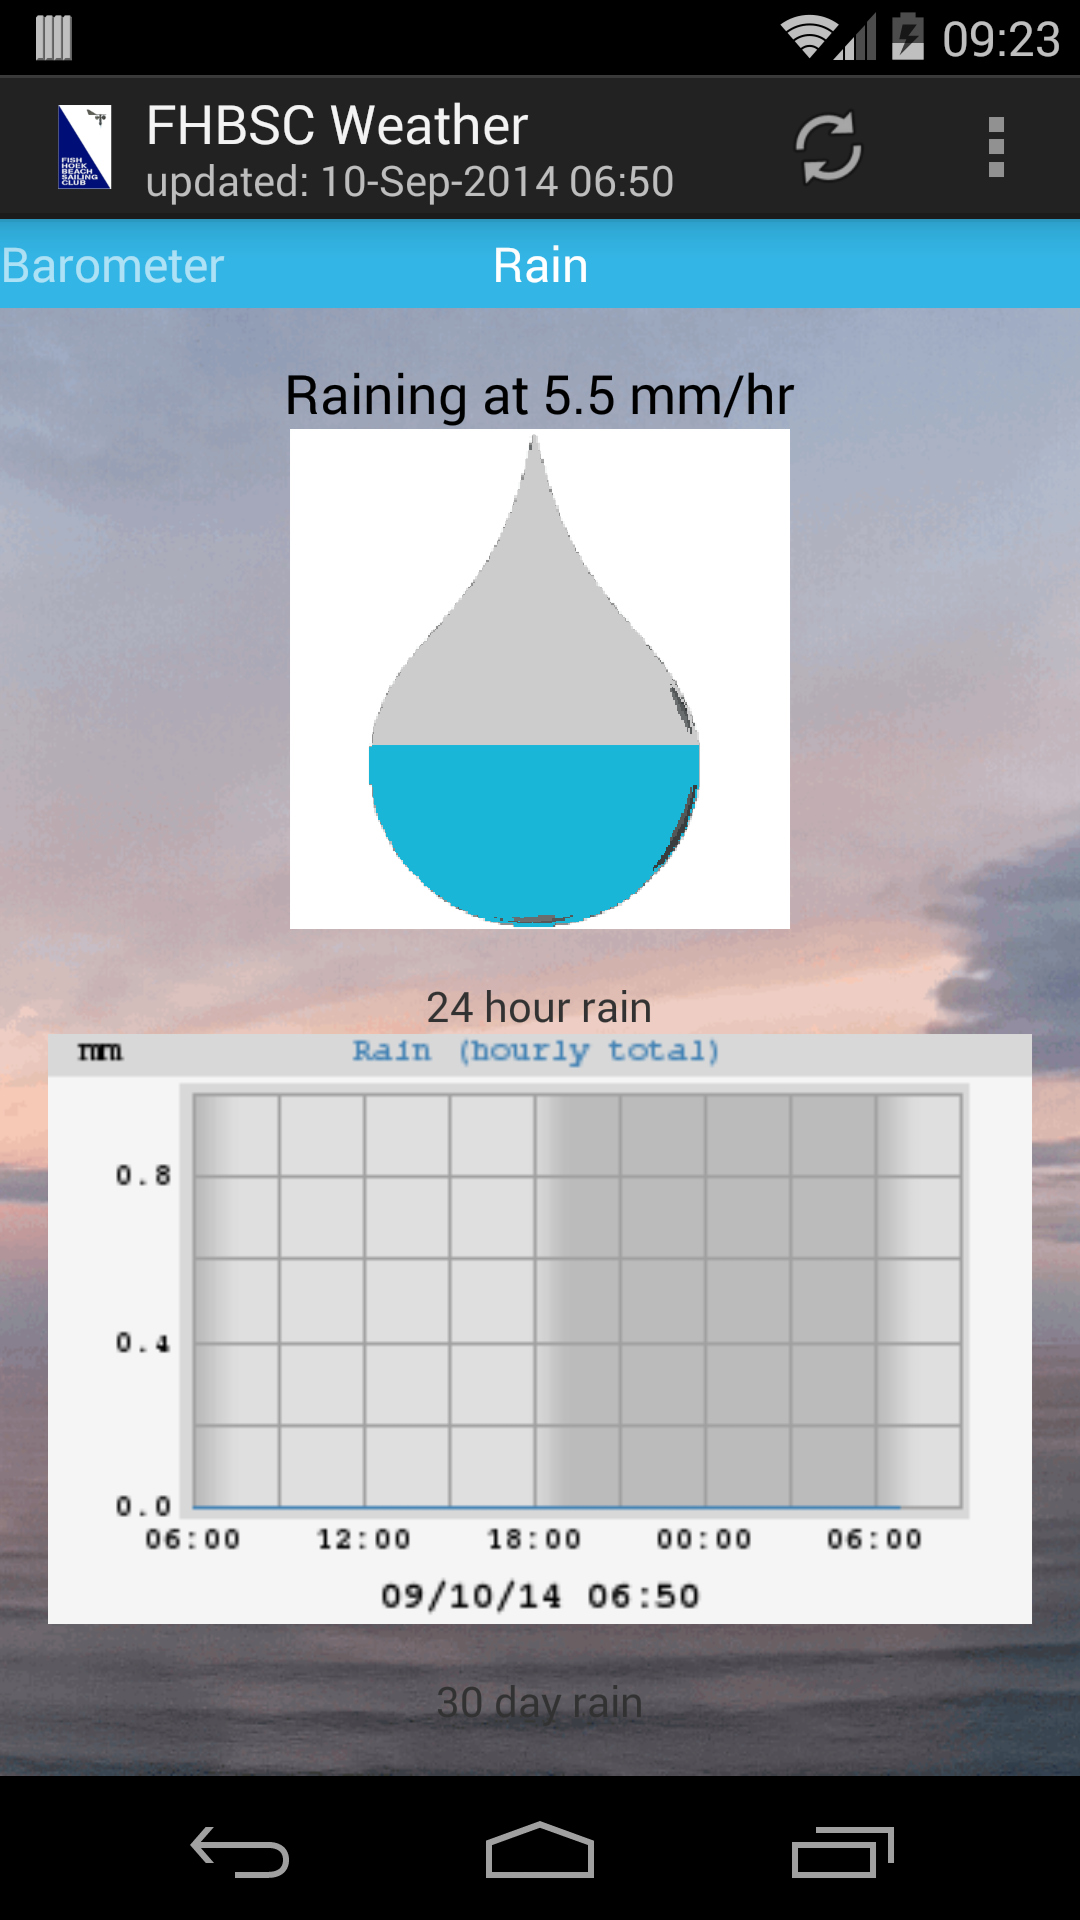 09:23
FHBSC Weather
updated: 10-Sep-2014 06:50
FISH
HOEK
BEACH
SAILING
CLUB
Barometer Rain
Raining at 5.5 mm/hr
24 hour rain
mm Rain (hourly total)
0.8
0.4
0.0
06:00 12:00 18:00 00:00 06:00
09/10/14 06:50
30 day rain